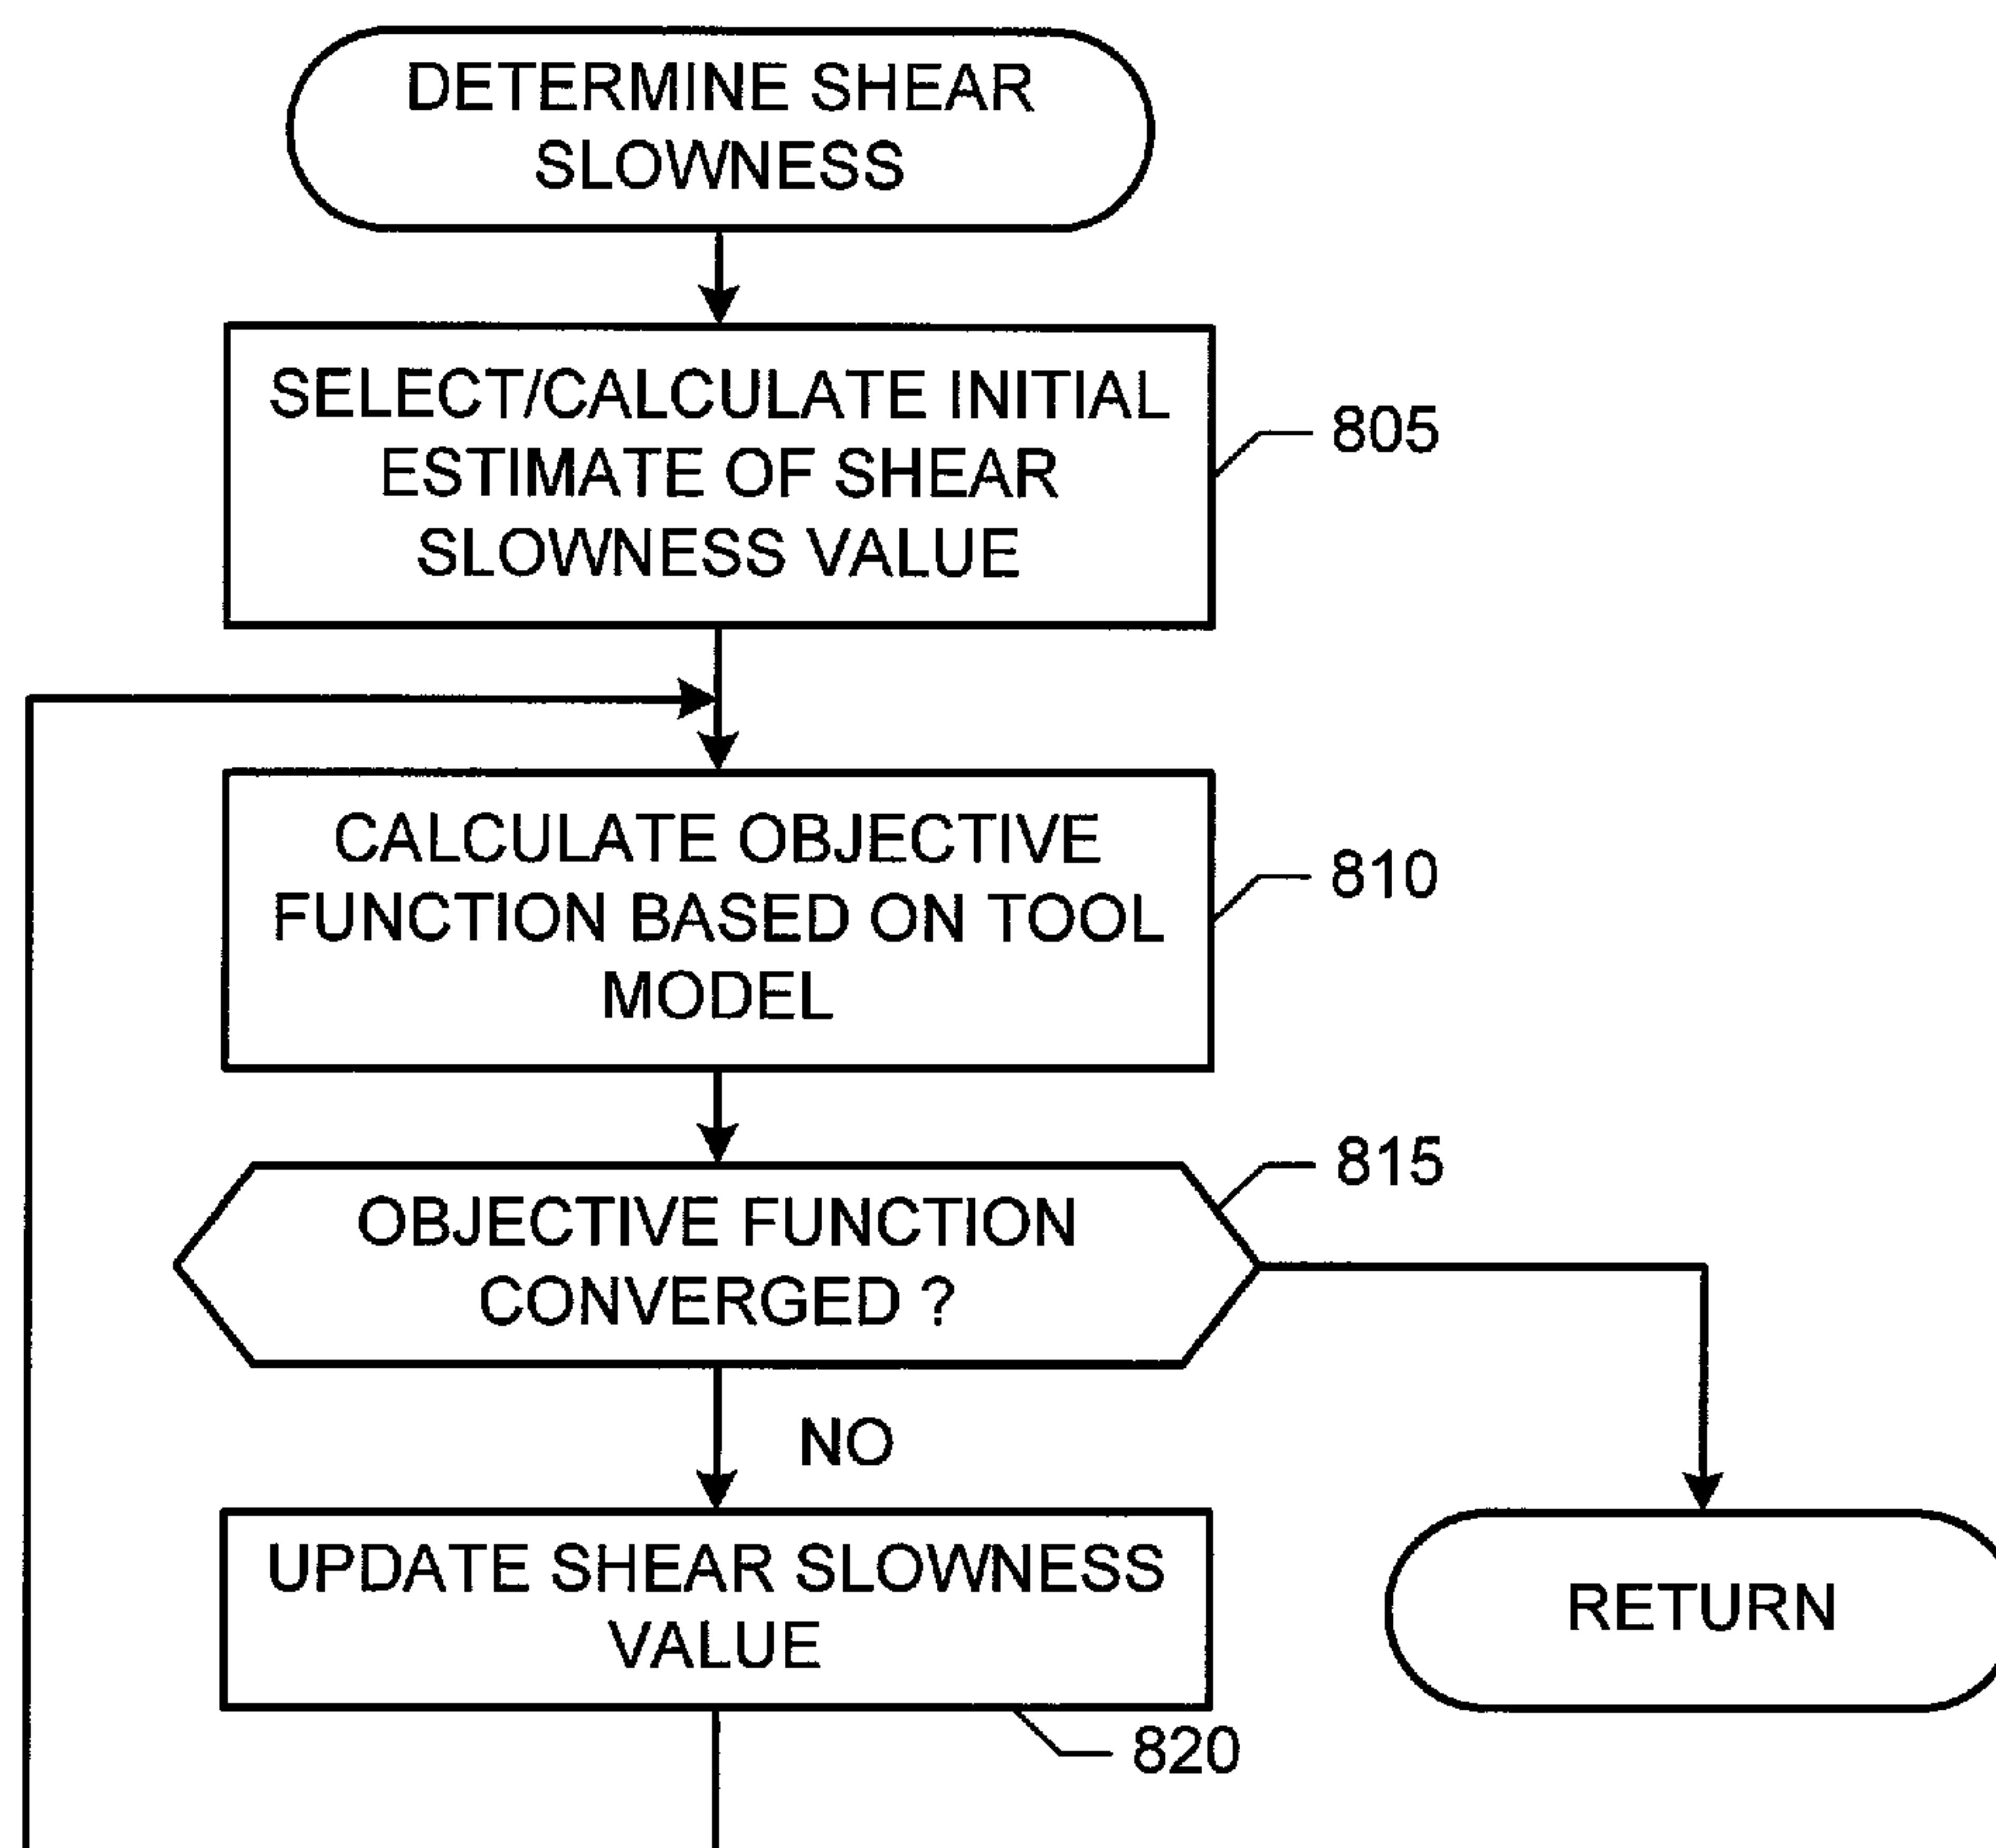 DETERMINE SHEAR
SLOWNESS
SELECT/CALCULATE INITIAL
ESTIMATE OF SHEAR
SLOWNESS VALUE
805
CALCULATE OBJECTIVE
FUNCTION BASED ON TOOL
MODEL
810
OBJECTIVE FUNCTION
CONVERGED ?
815
NO
UPDATE SHEAR SLOWNESS
VALUE
820
RETURN